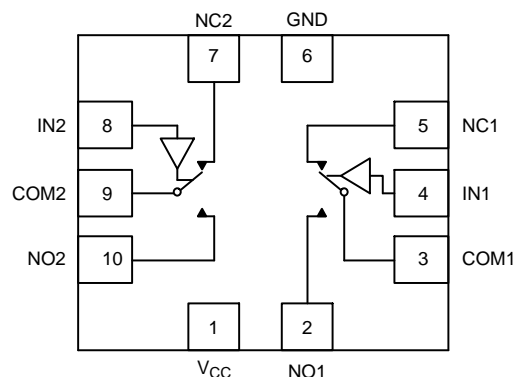 NC2 GND
7 6
IN2 8 5 NC1
COM2 9 4 IN1
NO2 10 3 COM1
1 2
VCC NO1